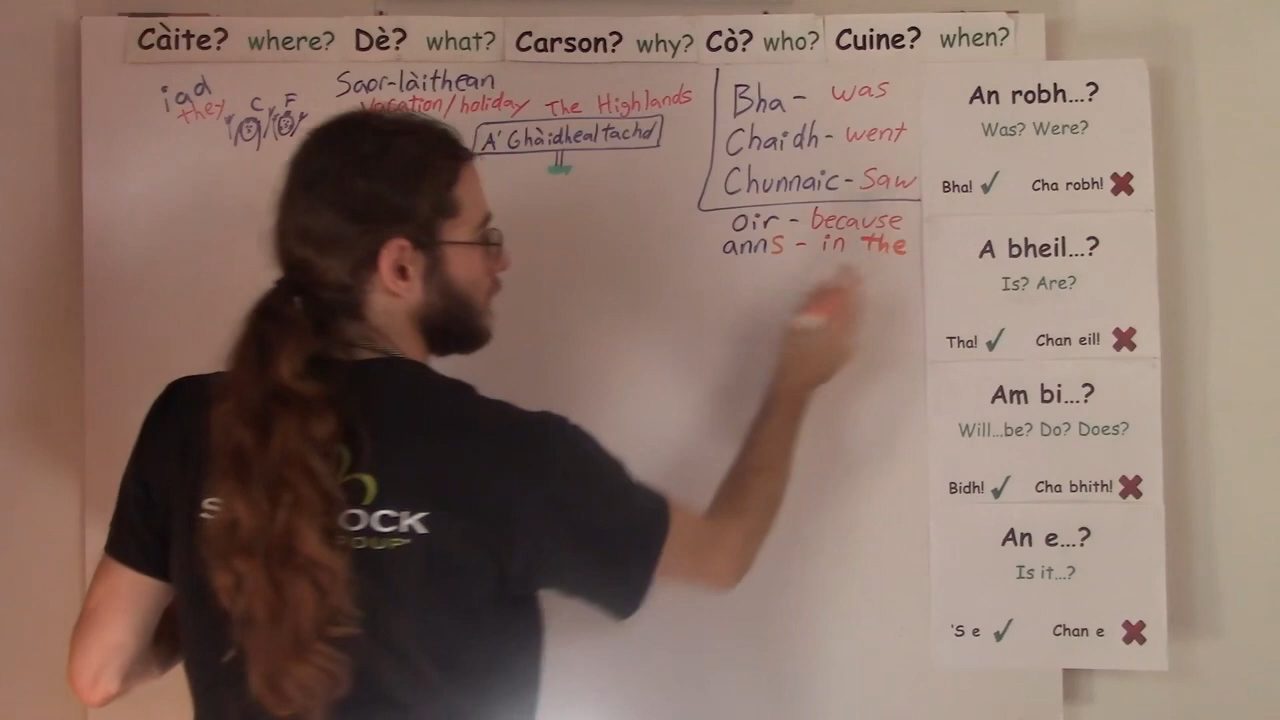 Càite? where? Dè? what? Carson? why? Cò? who? Cuine? when?
iad
they
C F
Saor-làithean
Vacation/holiday The Highlands
A' Ghàidhealtachd
Bha - was
Chaidh - went
Chunnaic - Saw
oir - because
anns - in the
An robh...?
Was? Were?
Bha! ✓ Cha robh! ✗
A bheil...?
Is? Are?
Tha! ✓ Chan eil! ✗
Am bi...?
Will...be? Do? Does?
Bidh! ✓ Cha bhith! ✗
An e...?
Is it...?
'S e ✓ Chan e ✗